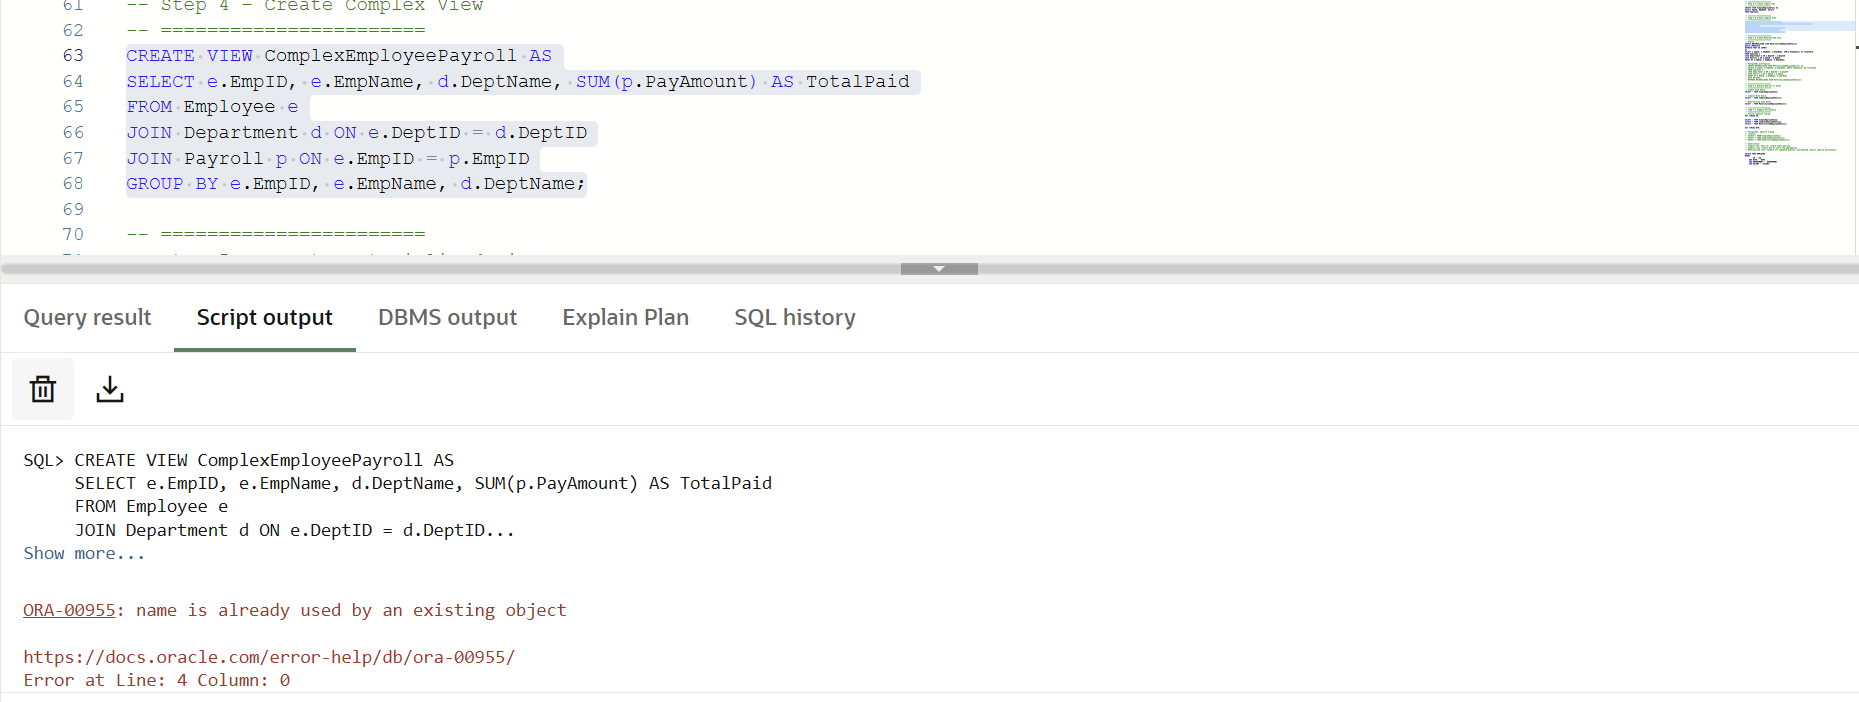 61 -- Step 4 - Create Complex View
62 -- =======================
63 CREATE VIEW ComplexEmployeePayroll AS
64 SELECT e.EmpID, e.EmpName, d.DeptName, SUM(p.PayAmount) AS TotalPaid
65 FROM Employee e
66 JOIN Department d ON e.DeptID = d.DeptID
67 JOIN Payroll p ON e.EmpID = p.EmpID
68 GROUP BY e.EmpID, e.EmpName, d.DeptName;
69
70 -- =======================
Query result Script output DBMS output Explain Plan SQL history
SQL> CREATE VIEW ComplexEmployeePayroll AS
SELECT e.EmpID, e.EmpName, d.DeptName, SUM(p.PayAmount) AS TotalPaid
FROM Employee e
JOIN Department d ON e.DeptID = d.DeptID...
Show more...
ORA-00955: name is already used by an existing object
https://docs.oracle.com/error-help/db/ora-00955/
Error at Line: 4 Column: 0